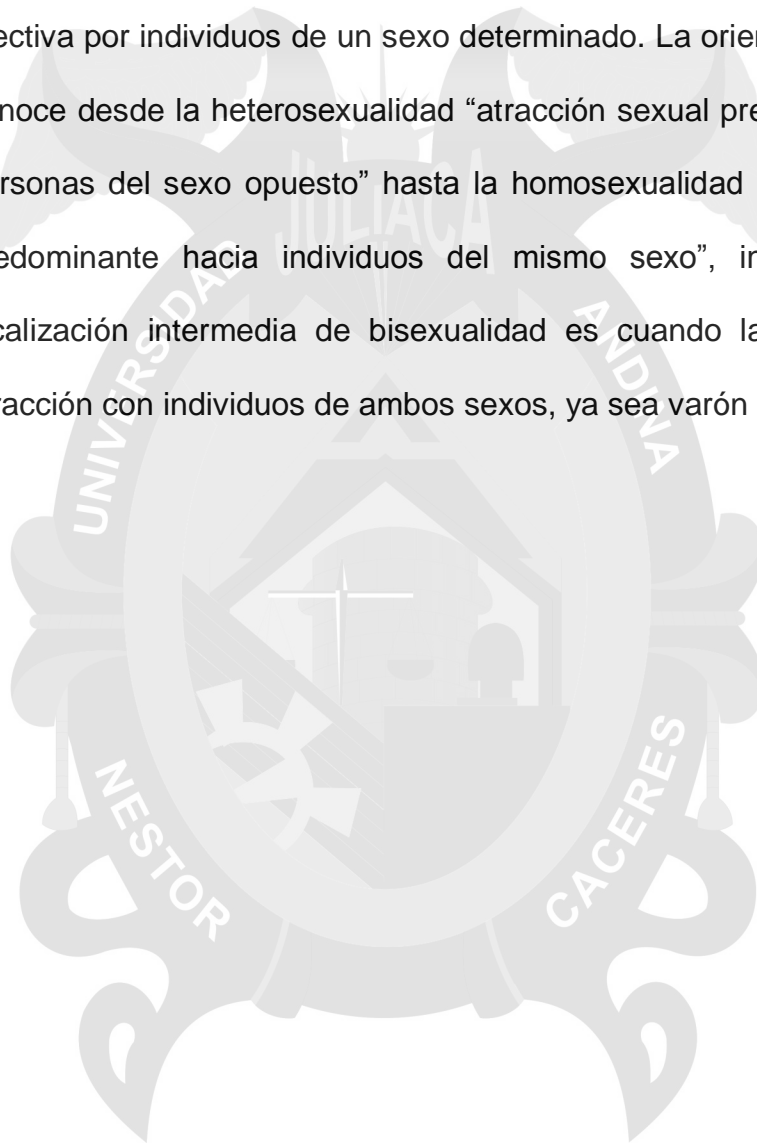 ectiva por individuos de un sexo determinado. La orien
noce desde la heterosexualidad “atracción sexual pre
ersonas del sexo opuesto” hasta la homosexualidad
edominante hacia individuos del mismo sexo”, in
calización intermedia de bisexualidad es cuando la
racción con individuos de ambos sexos, ya sea varón
UNIVERSIDAD ANDINA
JULIACA
NESTOR CACERES